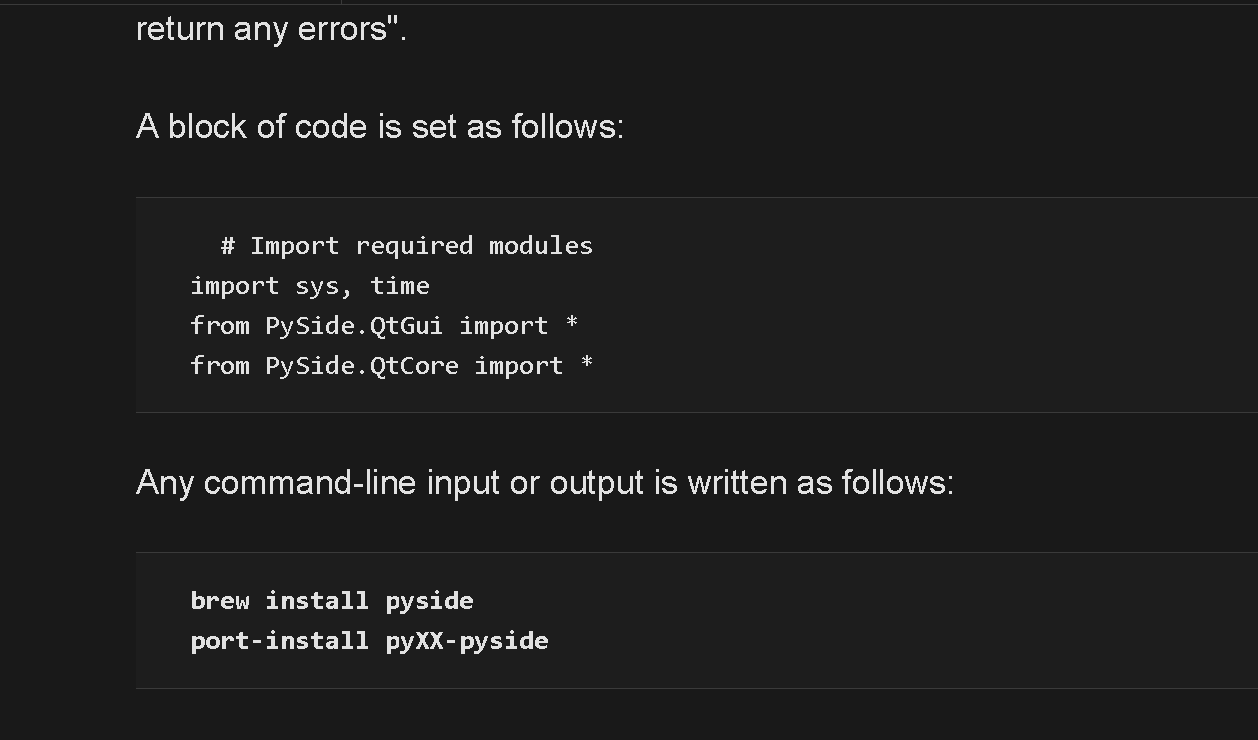 return any errors".
A block of code is set as follows:
# Import required modules
import sys, time
from PySide.QtGui import *
from PySide.QtCore import *
Any command-line input or output is written as follows:
brew install pyside
port-install pyXX-pyside